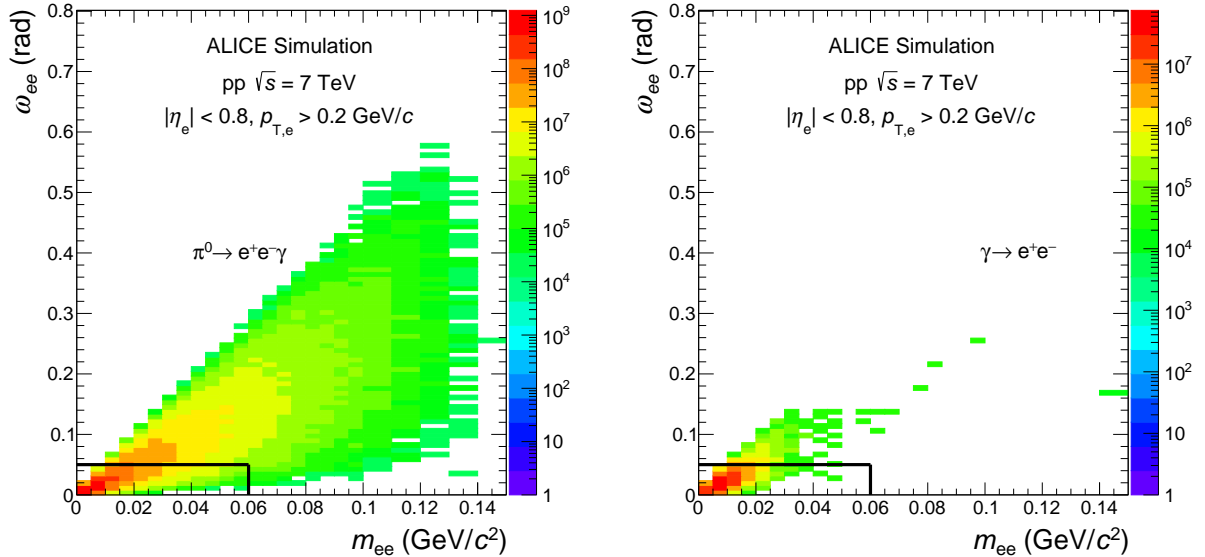 ω_ee (rad)
0.8
0.7
0.6
0.5
0.4
0.3
0.2
0.1
0
ALICE Simulation
pp √s = 7 TeV
|η_e| < 0.8, p_T,e > 0.2 GeV/c
π⁰→ e⁺e⁻γ
0 0.02 0.04 0.06 0.08 0.10 0.12 0.14
m_ee (GeV/c²)
10⁹
10⁸
10⁷
10⁶
10⁵
10⁴
10³
10²
10
1
ω_ee (rad)
0.8
0.7
0.6
0.5
0.4
0.3
0.2
0.1
0
ALICE Simulation
pp √s = 7 TeV
|η_e| < 0.8, p_T,e > 0.2 GeV/c
γ→ e⁺e⁻
0 0.02 0.04 0.06 0.08 0.10 0.12 0.14
m_ee (GeV/c²)
10⁷
10⁶
10⁵
10⁴
10³
10²
10
1